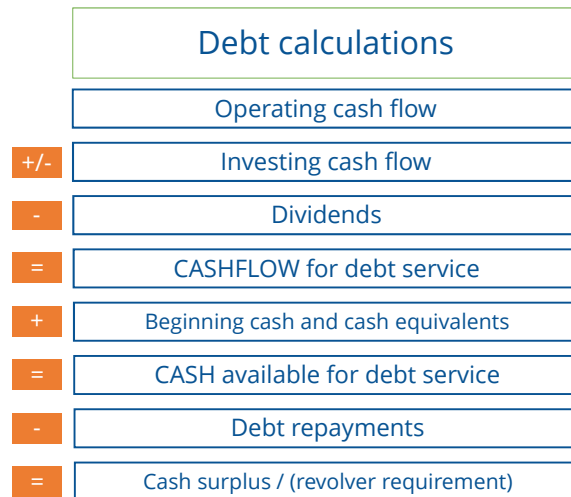 Debt calculations
Operating cash flow
+/- Investing cash flow
- Dividends
= CASHFLOW for debt service
+ Beginning cash and cash equivalents
= CASH available for debt service
- Debt repayments
= Cash surplus / (revolver requirement)